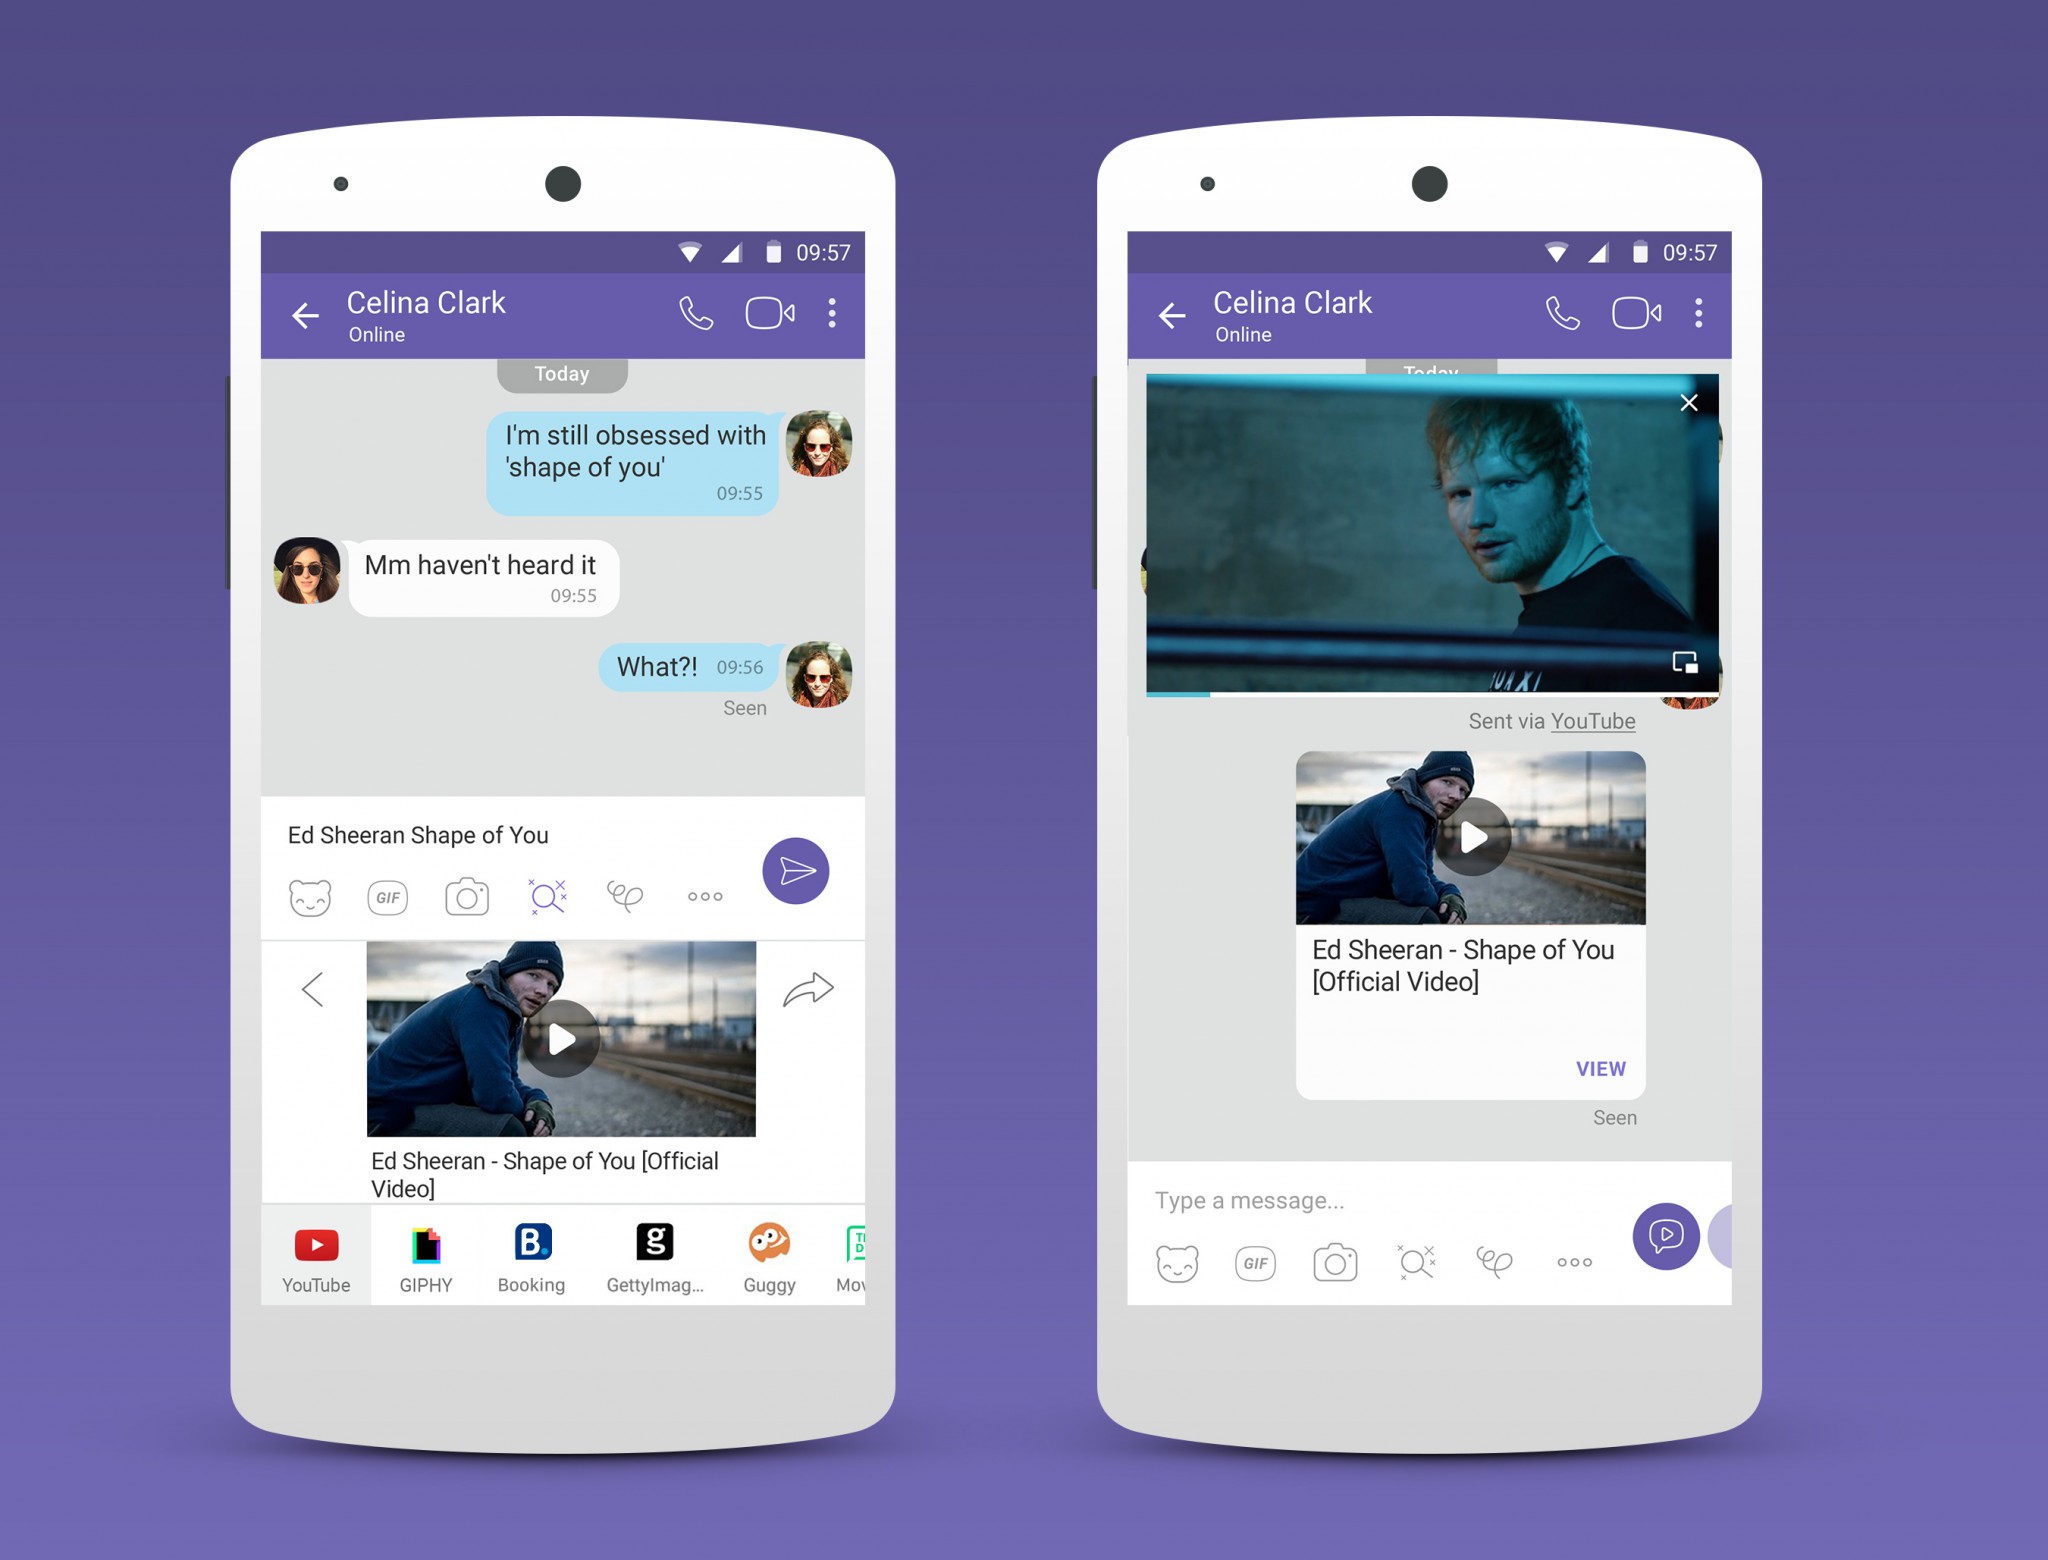 09:57
Celina Clark
Online
Today
I'm still obsessed with
'shape of you'
09:55
Mm haven't heard it
09:55
What?! 09:56
Seen
Ed Sheeran Shape of You
GIF
Ed Sheeran - Shape of You [Official
Video]
B.
g
YouTube
GIPHY
Booking
GettyImag...
Guggy
Mov
09:57
Celina Clark
Online
Today
Sent via YouTube
Ed Sheeran - Shape of You
[Official Video]
VIEW
Seen
Type a message...
GIF